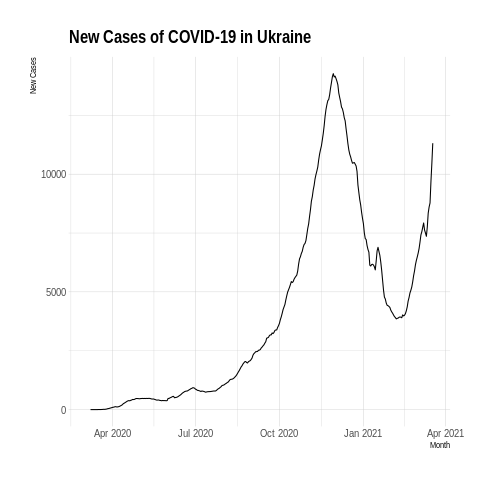 New Cases of COVID-19 in Ukraine
New Cases
10000
5000
0
Apr 2020 Jul 2020 Oct 2020 Jan 2021 Apr 2021
Month